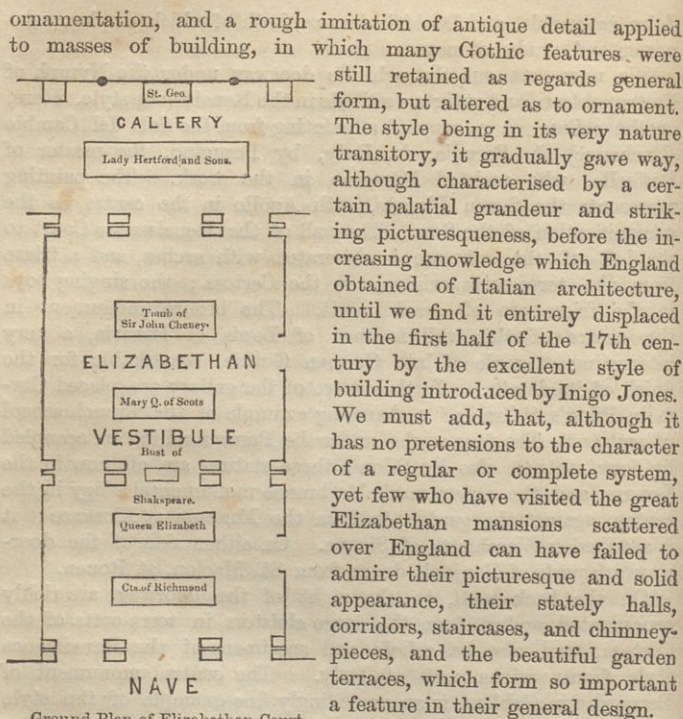 ornamentation, and a rough imitation of antique detail applied
to masses of building, in which many Gothic features were
still retained as regards general
form, but altered as to ornament.
The style being in its very nature
transitory, it gradually gave way,
although characterised by a cer-
tain palatial grandeur and strik-
ing picturesqueness, before the in-
creasing knowledge which England
obtained of Italian architecture,
until we find it entirely displaced
in the first half of the 17th cen-
tury by the excellent style of
building introduced by Inigo Jones.
We must add, that, although it
has no pretensions to the character
of a regular or complete system,
yet few who have visited the great
Elizabethan mansions scattered
over England can have failed to
admire their picturesque and solid
appearance, their stately halls,
corridors, staircases, and chimney-
pieces, and the beautiful garden
terraces, which form so important
a feature in their general design.
St. Geo.
GALLERY
Lady Hertford and Sons.
Tomb of
Sir John Cheney.
ELIZABETHAN
Mary Q. of Scots
VESTIBULE
Bust of
Shakspeare.
Queen Elizabeth
Cts. of Richmond
NAVE
Ground Plan of Elizabethan Court